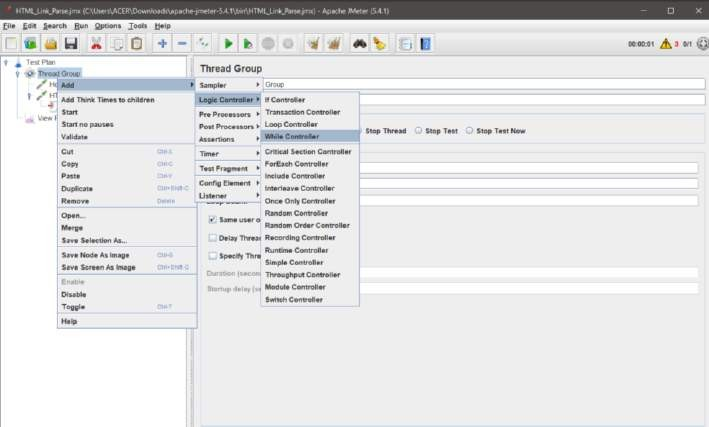 HTML_Link_Parse.jmx (C:\Users\ACER\Downloads\apache-jmeter-5.4.1\bin\HTML_Link_Parse.jmx) - Apache JMeter (5.4.1)
File Edit Search Run Options Tools Help
00:00:01 3 0/1
Test Plan
Thread Group
View
Add
Add Think Times to children
Start
Start no pauses
Validate
Cut
Copy Ctrl-C
Paste Ctrl-V
Duplicate Ctrl+Shift-C
Remove Delete
Open...
Merge
Save Selection As...
Save Node As Image Ctrl-G
Save Screen As Image Ctrl+Shift-G
Enable
Disable
Toggle Ctrl-T
Help
Sampler
Logic Controller
Pre Processors
Post Processors
Assertions
Timer
Test Fragment
Config Element
Listener
If Controller
Transaction Controller
Loop Controller
While Controller
Critical Section Controller
ForEach Controller
Include Controller
Interleave Controller
Once Only Controller
Random Controller
Random Order Controller
Recording Controller
Runtime Controller
Simple Controller
Throughput Controller
Module Controller
Switch Controller
Thread Group
Group
Stop Thread Stop Test Stop Test Now
Same user o
Delay Threa
Specify Thre
Duration (secon
Startup delay (se